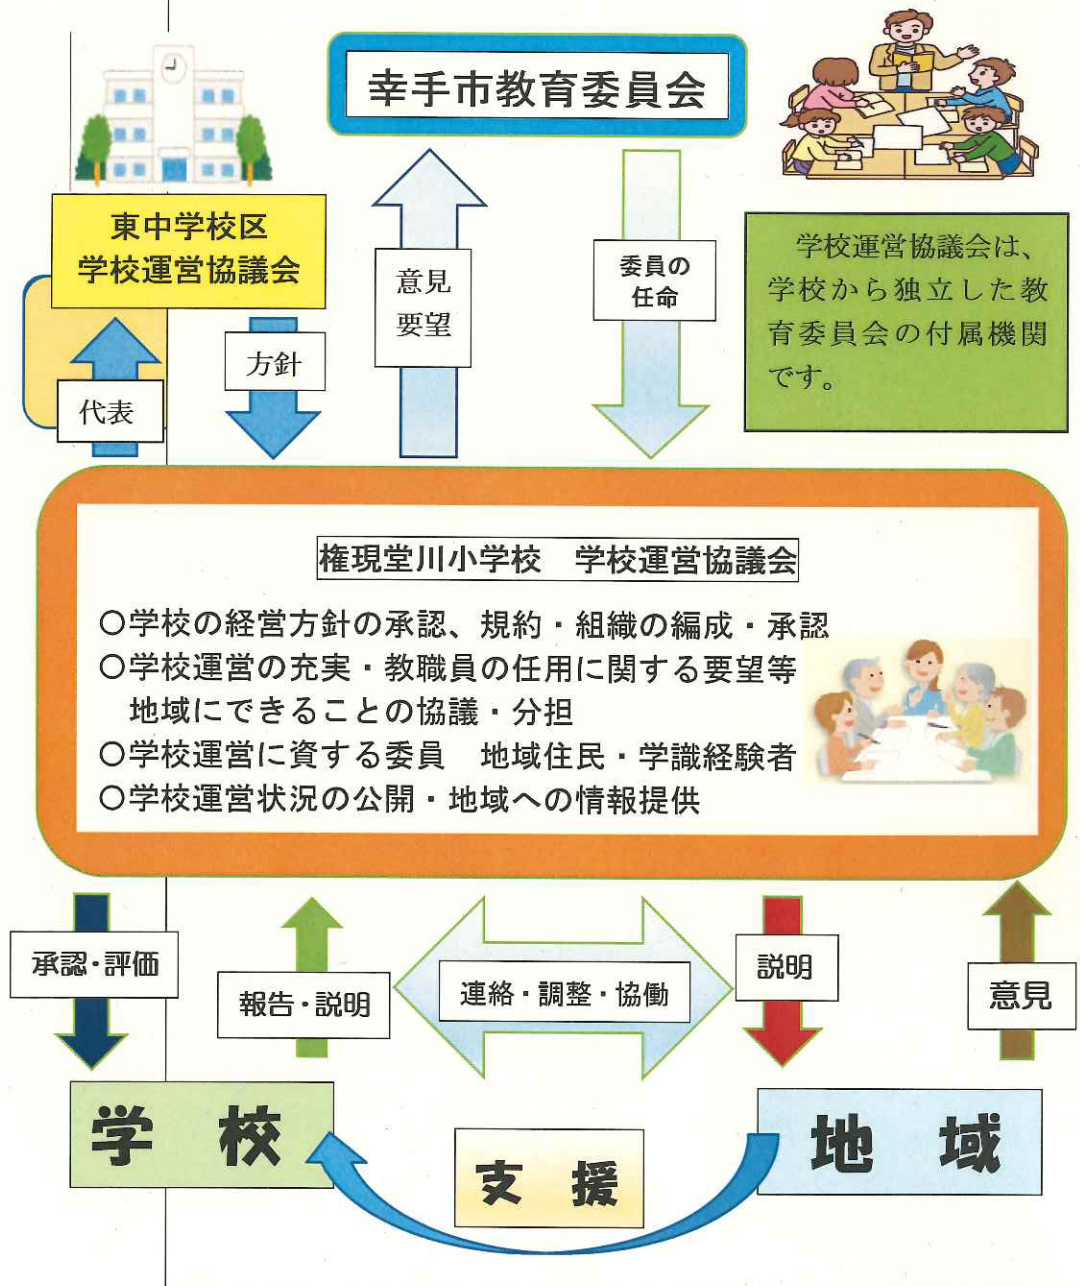 幸手市教育委員会
東中学校区
学校運営協議会
代表
方針
意見
要望
委員の
任命
学校運営協議会は、
学校から独立した教
育委員会の付属機関
です。
権現堂川小学校　学校運営協議会
○学校の経営方針の承認、規約・組織の編成・承認
○学校運営の充実・教職員の任用に関する要望等
地域にできることの協議・分担
○学校運営に資する委員　地域住民・学識経験者
○学校運営状況の公開・地域への情報提供
承認・評価
報告・説明
連絡・調整・協働
説明
意見
学　校
支　援
地　域